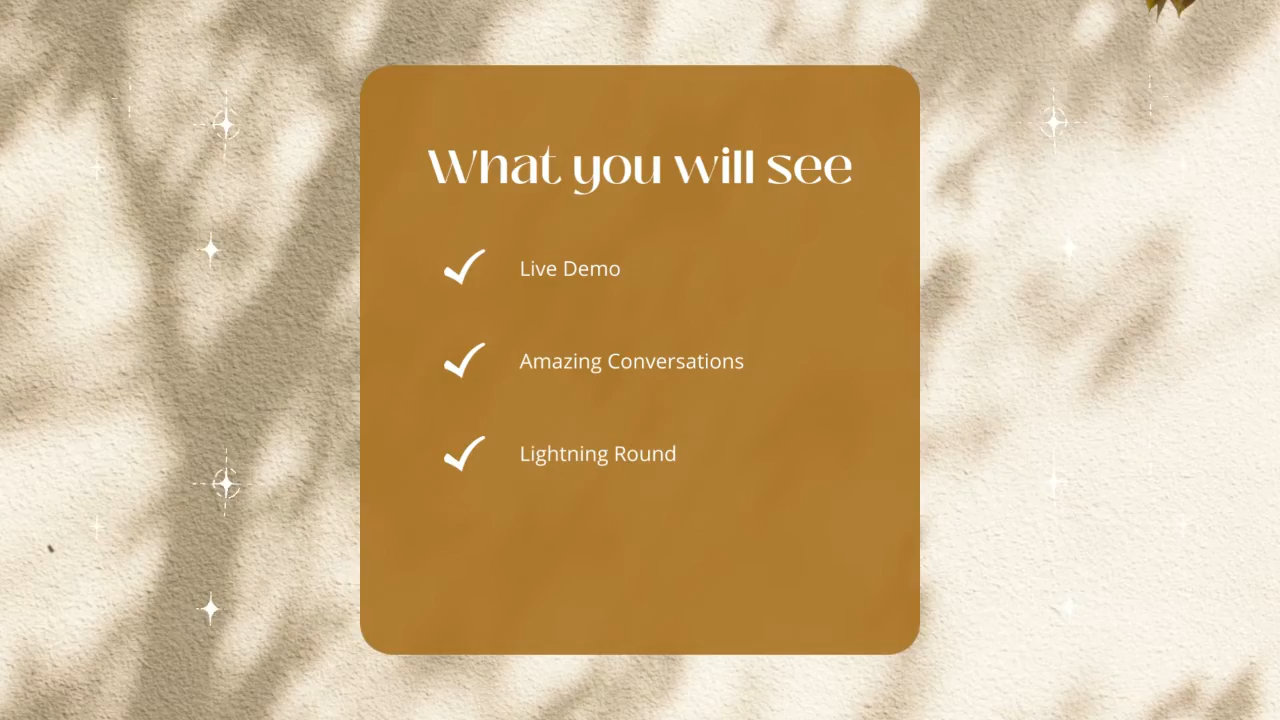 What you will see
Live Demo
Amazing Conversations
Lightning Round